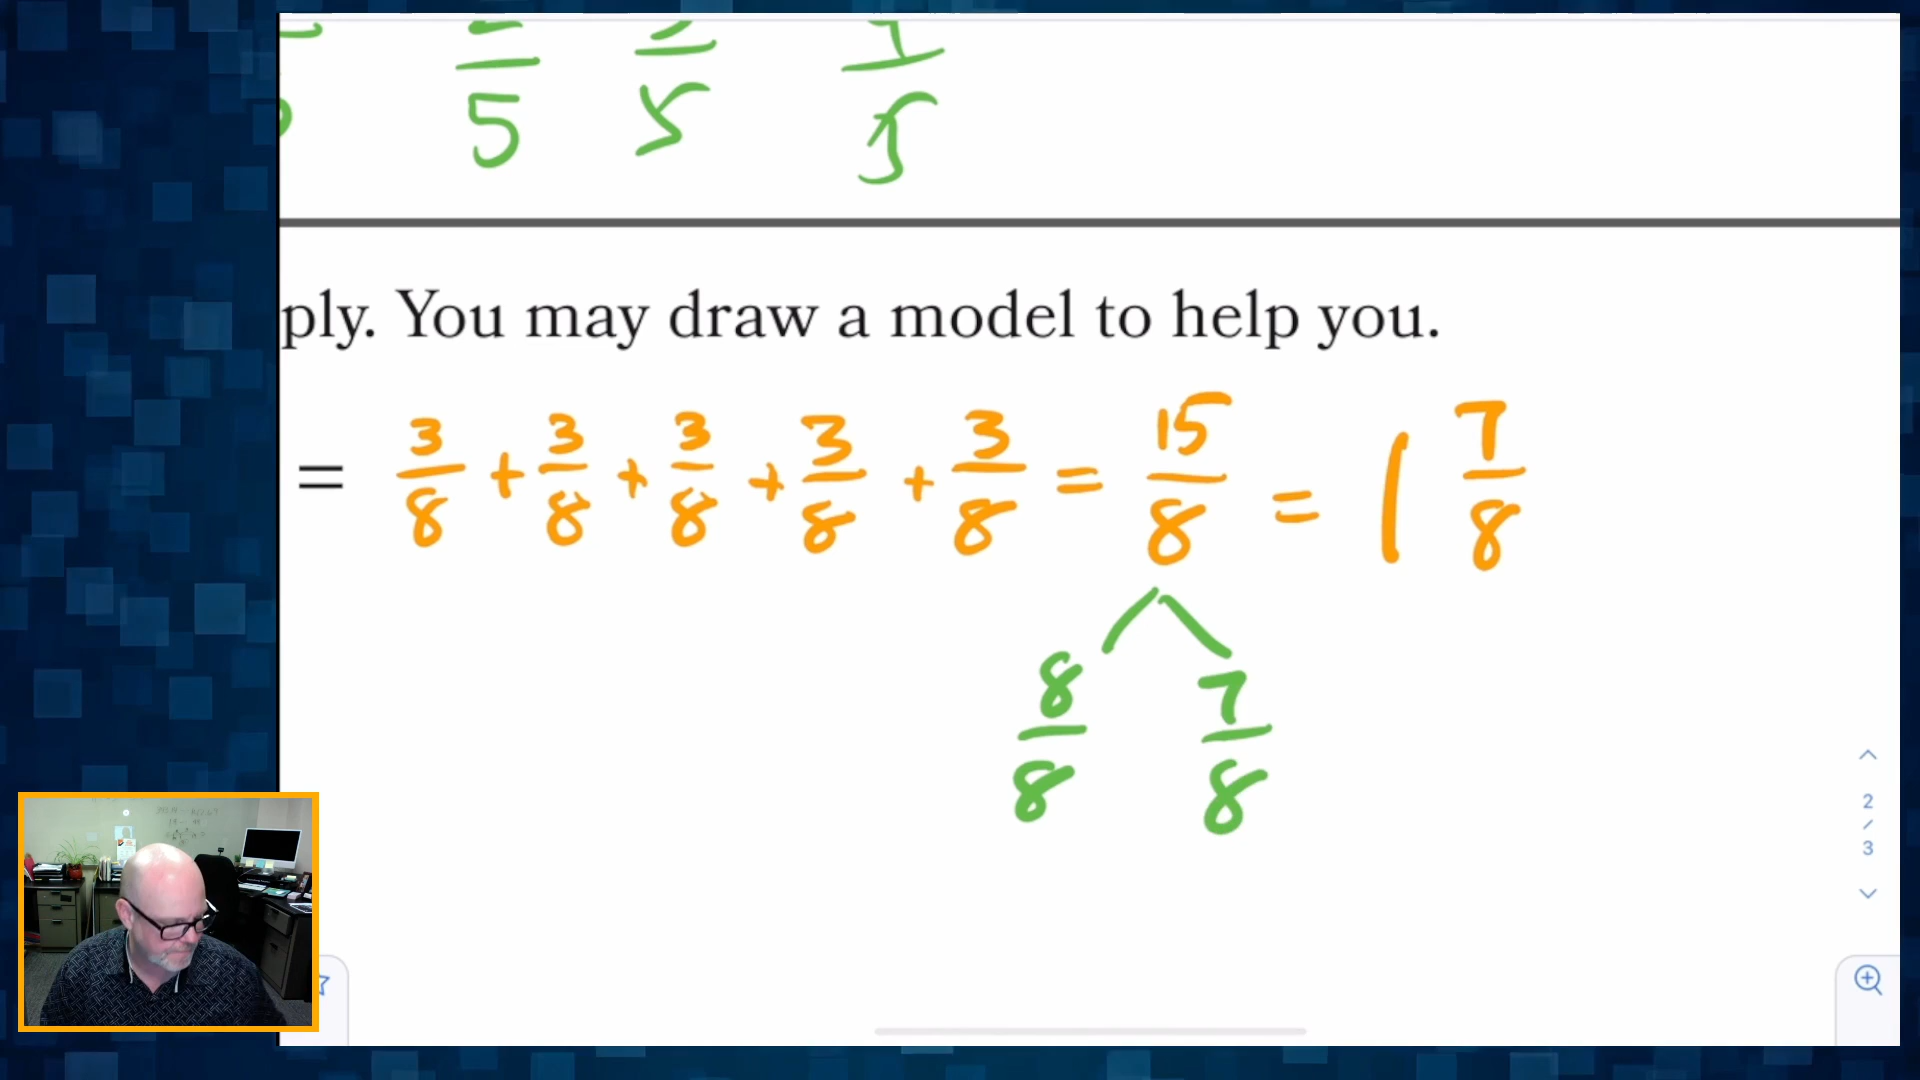 5 5 5
ply. You may draw a model to help you.
= 3/8 + 3/8 + 3/8 + 3/8 + 3/8 = 15/8 = 1 7/8
8/8 7/8
2
/
3